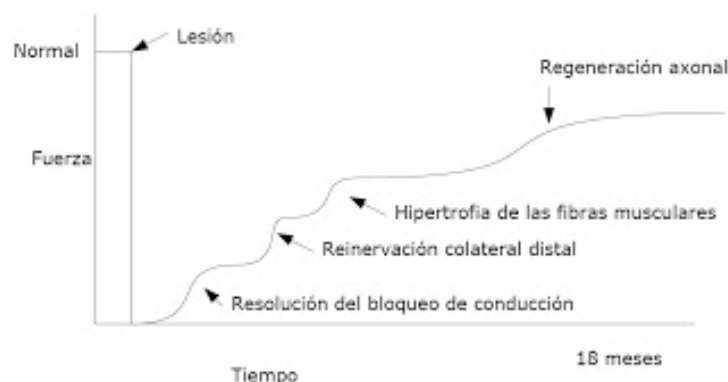 Lesión
Normal
Regeneración axonal
Fuerza
Hipertrofia de las fibras musculares
Reinervación colateral distal
Resolución del bloqueo de conducción
18 meses
Tiempo